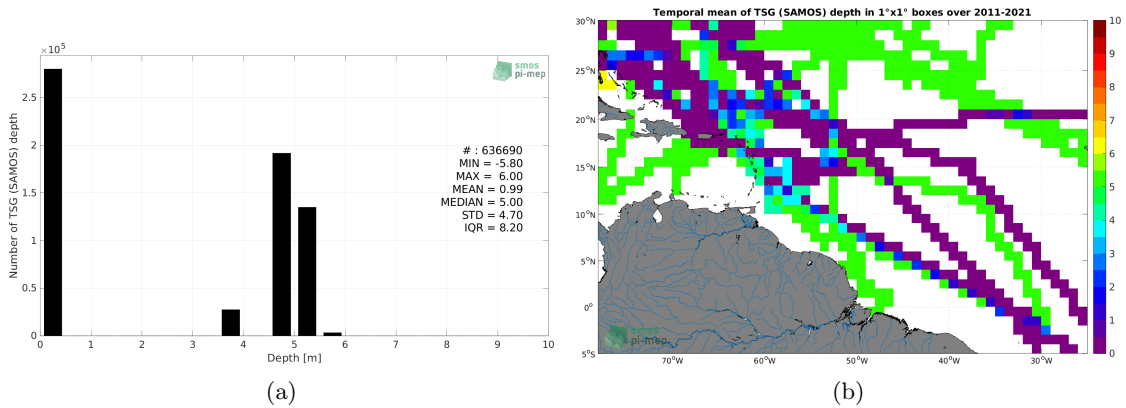 ×10⁵
3
2.5
2
1.5
1
0.5
0
Number of TSG (SAMOS) depth
smos
pi-mep
# : 636690
MIN = -5.80
MAX = 6.00
MEAN = 0.99
MEDIAN = 5.00
STD = 4.70
IQR = 8.20
0 1 2 3 4 5 6 7 8 9 10
Depth [m]
(a)
Temporal mean of TSG (SAMOS) depth in 1°x1° boxes over 2011-2021
30°N
25°N
20°N
15°N
10°N
5°N
0°
5°S
70°W 60°W 50°W 40°W 30°W
smos
pi-mep
10
9
8
7
6
5
4
3
2
1
0
(b)